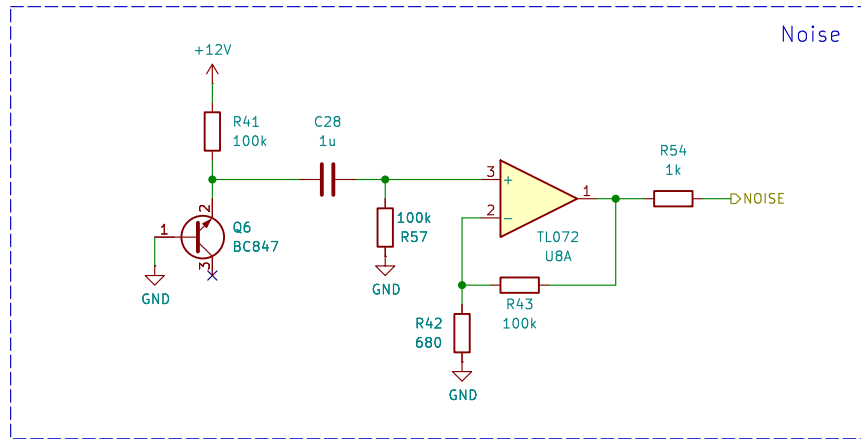 Noise
+12V
R41
100k
C28
1u
R54
1k
3
+
1
NOISE
2
−
2
Q6
BC847
1
3
100k
R57
TL072
U8A
GND
GND
R43
100k
R42
680
GND